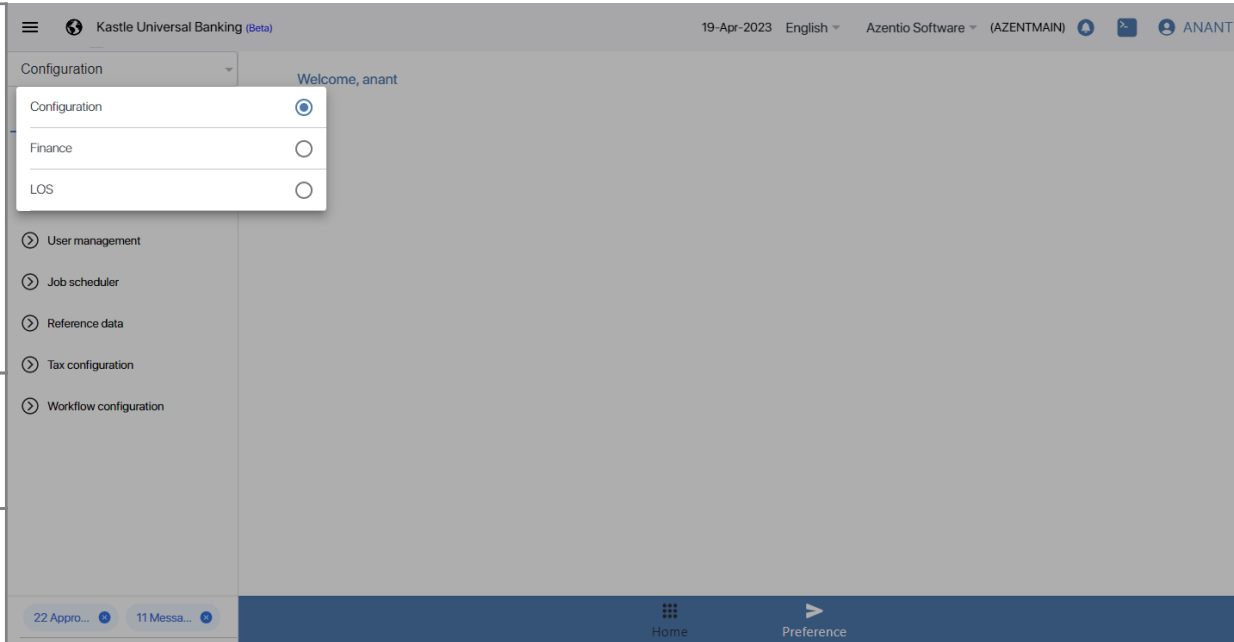 Kastle Universal Banking (Beta)
19-Apr-2023 English Azentio Software (AZENTMAIN) ANANT
Configuration
Welcome, anant
Configuration
Finance
LOS
User management
Job scheduler
Reference data
Tax configuration
Workflow configuration
22 Appro... 11 Messa...
Home Preference